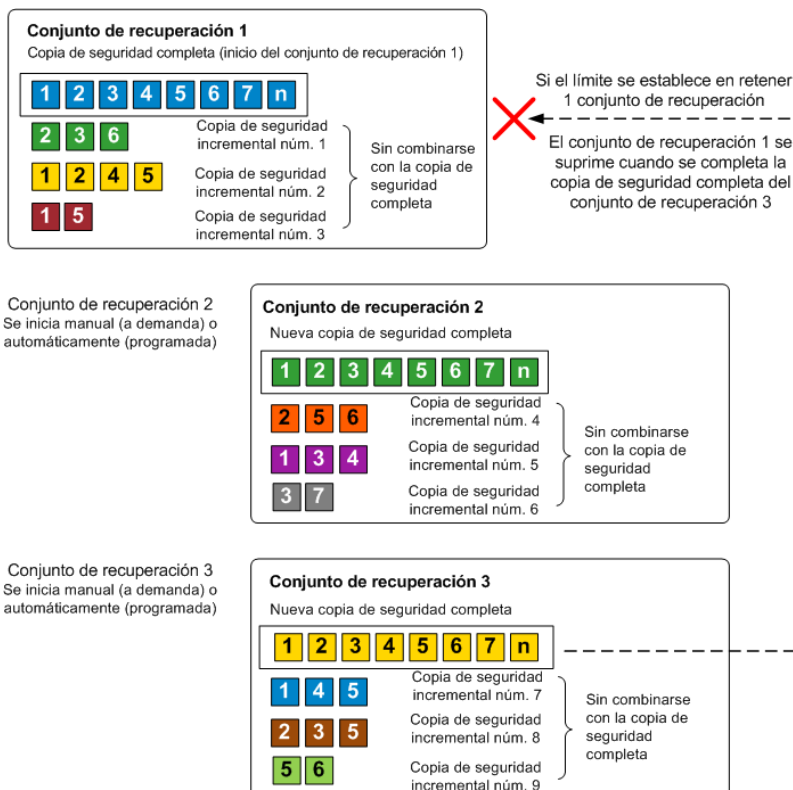 Conjunto de recuperación 1
Copia de seguridad completa (inicio del conjunto de recuperación 1)
1 2 3 4 5 6 7 n
2 3 6
Copia de seguridad
incremental núm. 1
1 2 4 5
Copia de seguridad
incremental núm. 2
1 5
Copia de seguridad
incremental núm. 3
Sin combinarse
con la copia de
seguridad
completa
Si el límite se establece en retener
1 conjunto de recuperación
El conjunto de recuperación 1 se
suprime cuando se completa la
copia de seguridad completa del
conjunto de recuperación 3
Conjunto de recuperación 2
Se inicia manual (a demanda) o
automáticamente (programada)
Conjunto de recuperación 2
Nueva copia de seguridad completa
1 2 3 4 5 6 7 n
2 5 6
Copia de seguridad
incremental núm. 4
1 3 4
Copia de seguridad
incremental núm. 5
3 7
Copia de seguridad
incremental núm. 6
Sin combinarse
con la copia de
seguridad
completa
Conjunto de recuperación 3
Se inicia manual (a demanda) o
automáticamente (programada)
Conjunto de recuperación 3
Nueva copia de seguridad completa
1 2 3 4 5 6 7 n
1 4 5
Copia de seguridad
incremental núm. 7
2 3 5
Copia de seguridad
incremental núm. 8
5 6
Copia de seguridad
incremental núm. 9
Sin combinarse
con la copia de
seguridad
completa